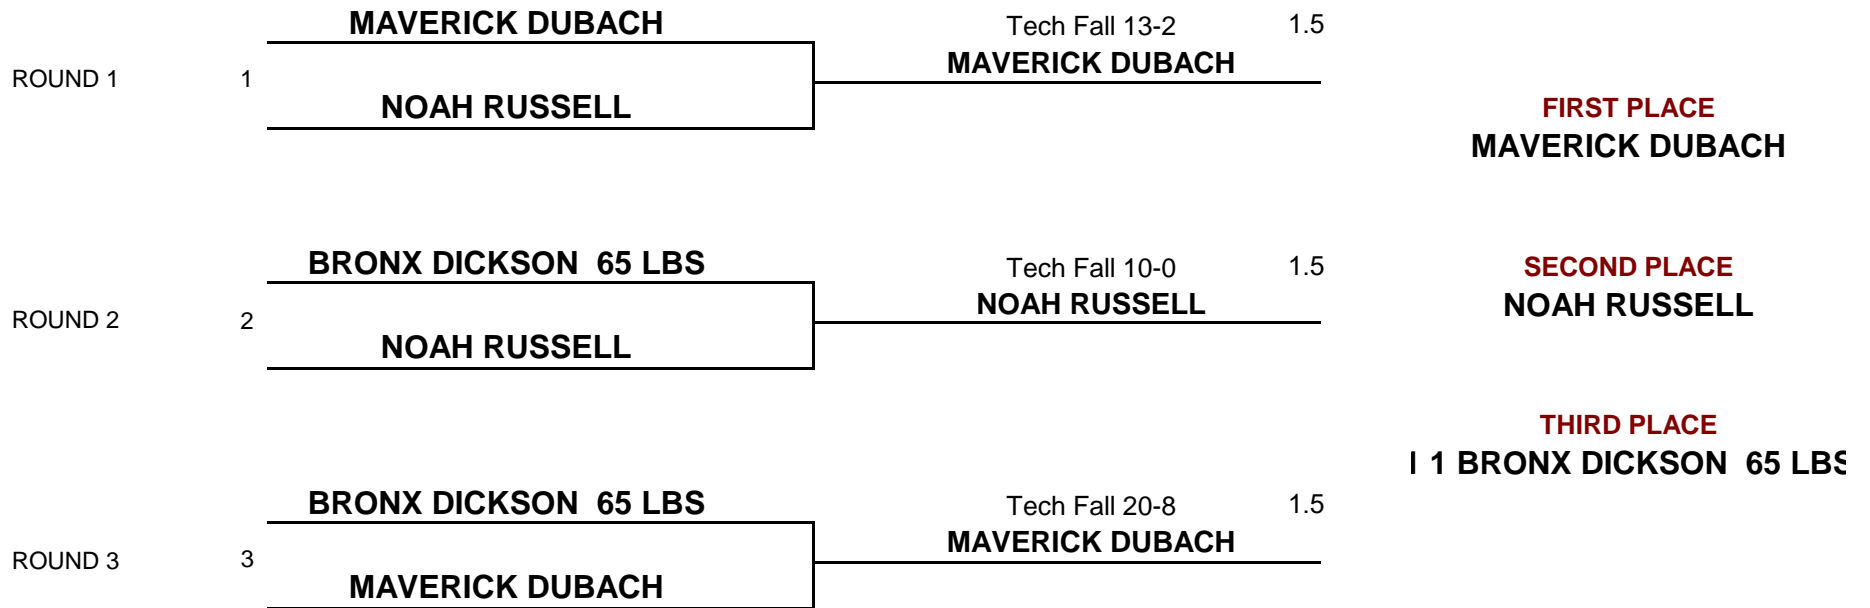 MAVERICK DUBACH
Tech Fall 13-2 1.5
MAVERICK DUBACH
ROUND 1 1
NOAH RUSSELL
FIRST PLACE
MAVERICK DUBACH
BRONX DICKSON 65 LBS
Tech Fall 10-0 1.5
NOAH RUSSELL
ROUND 2 2
NOAH RUSSELL
SECOND PLACE
NOAH RUSSELL
THIRD PLACE
1 BRONX DICKSON 65 LBS
BRONX DICKSON 65 LBS
Tech Fall 20-8 1.5
MAVERICK DUBACH
ROUND 3 3
MAVERICK DUBACH